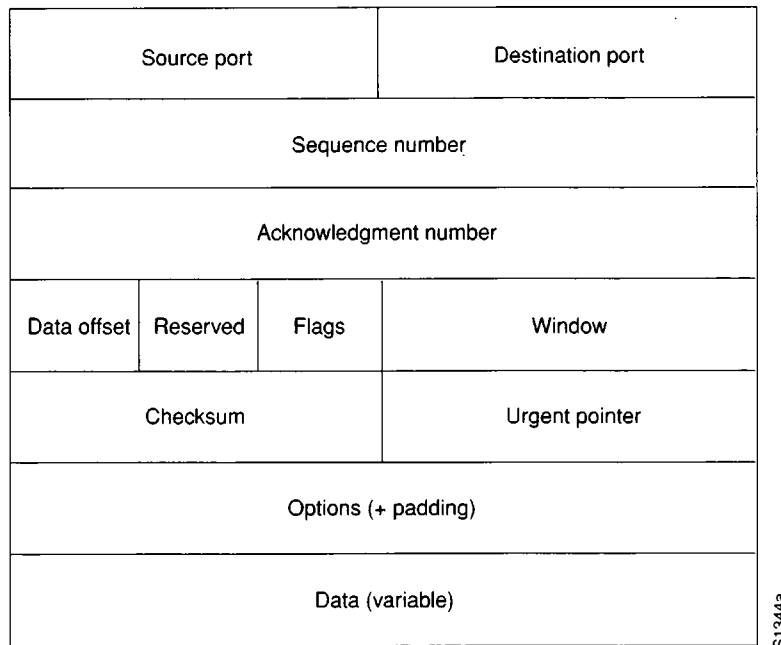 Source port
Destination port
Sequence number
Acknowledgment number
Data offset
Reserved
Flags
Window
Checksum
Urgent pointer
Options (+ padding)
Data (variable)
S1344a